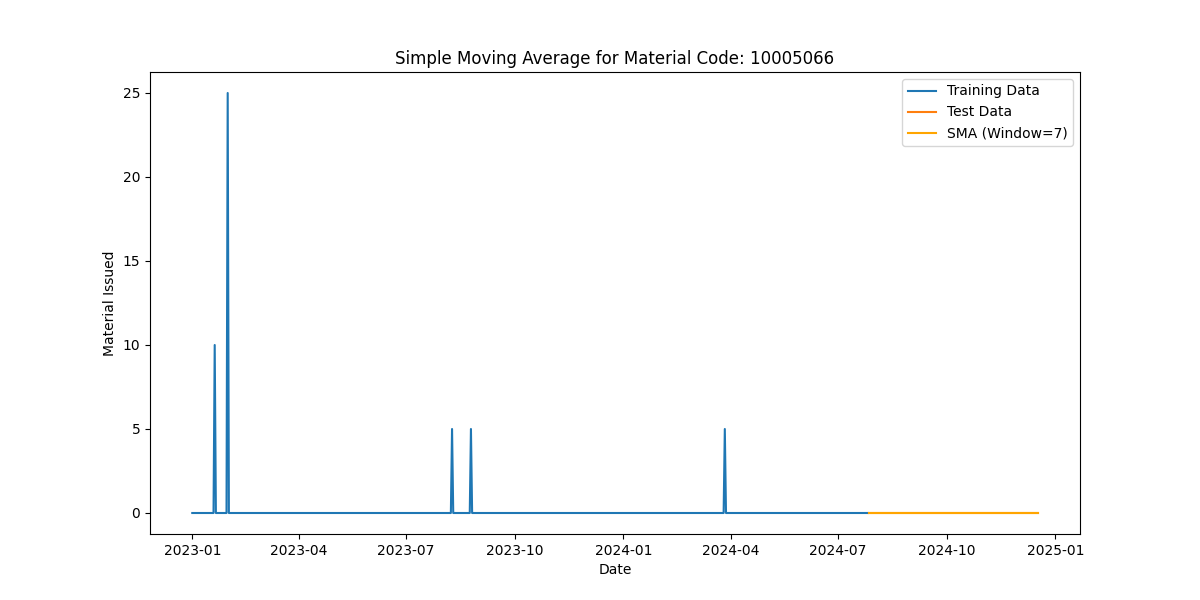 Simple Moving Average for Material Code: 10005066
Training Data
Test Data
SMA (Window=7)
Material Issued
25
20
15
10
5
0
2023-01 2023-04 2023-07 2023-10 2024-01 2024-04 2024-07 2024-10 2025-01
Date